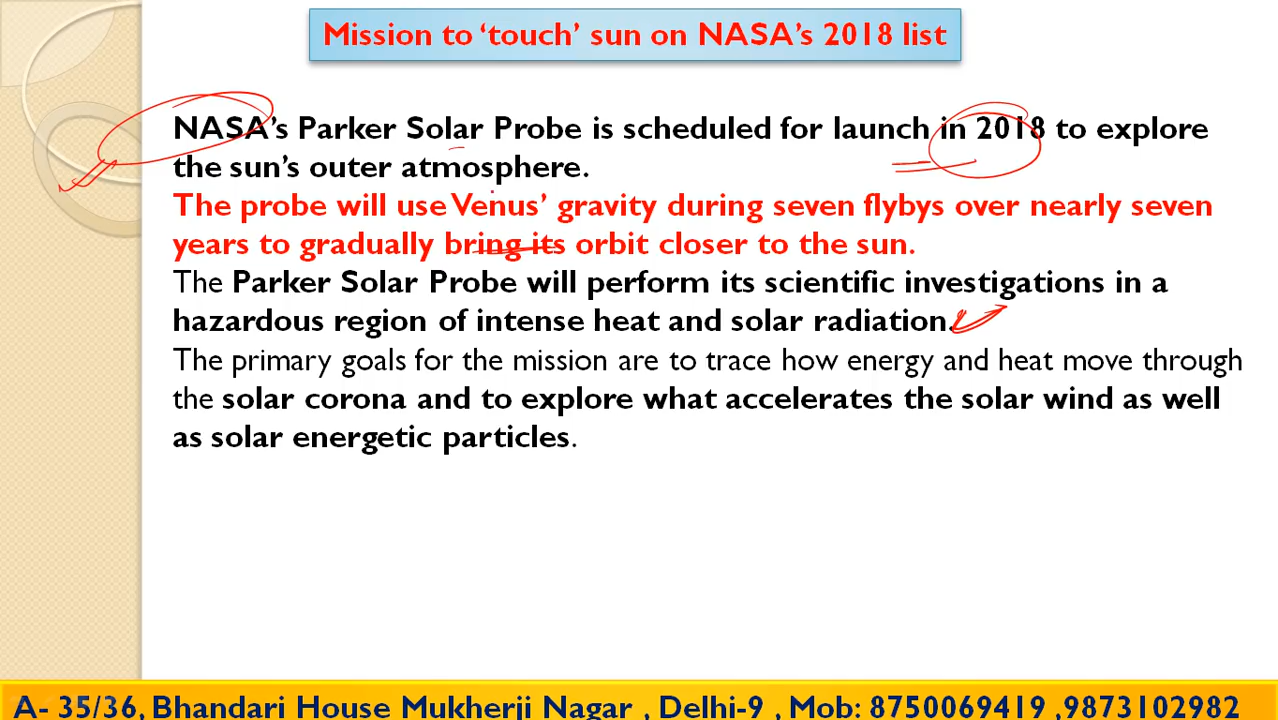 Mission to ‘touch’ sun on NASA’s 2018 list
NASA’s Parker Solar Probe is scheduled for launch in 2018 to explore
the sun’s outer atmosphere.
The probe will use Venus’ gravity during seven flybys over nearly seven
years to gradually bring its orbit closer to the sun.
The Parker Solar Probe will perform its scientific investigations in a
hazardous region of intense heat and solar radiation.
The primary goals for the mission are to trace how energy and heat move through
the solar corona and to explore what accelerates the solar wind as well
as solar energetic particles.
A- 35/36, Bhandari House Mukherji Nagar , Delhi-9 , Mob: 8750069419 ,9873102982